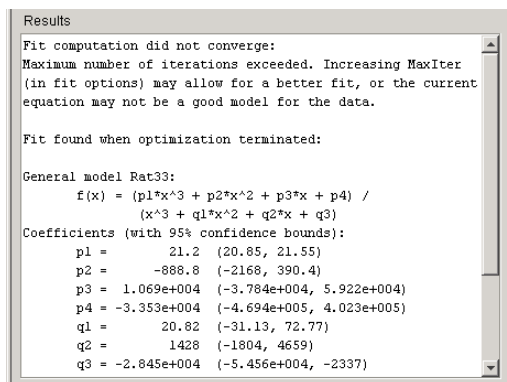 Results
Fit computation did not converge:
Maximum number of iterations exceeded. Increasing MaxIter
(in fit options) may allow for a better fit, or the current
equation may not be a good model for the data.
Fit found when optimization terminated:
General model Rat33:
f(x) = (p1*x^3 + p2*x^2 + p3*x + p4) /
(x^3 + q1*x^2 + q2*x + q3)
Coefficients (with 95% confidence bounds):
p1 = 21.2 (20.85, 21.55)
p2 = -888.8 (-2168, 390.4)
p3 = 1.069e+004 (-3.784e+004, 5.922e+004)
p4 = -3.353e+004 (-4.694e+005, 4.023e+005)
q1 = 20.82 (-31.13, 72.77)
q2 = 1428 (-1804, 4659)
q3 = -2.845e+004 (-5.456e+004, -2337)